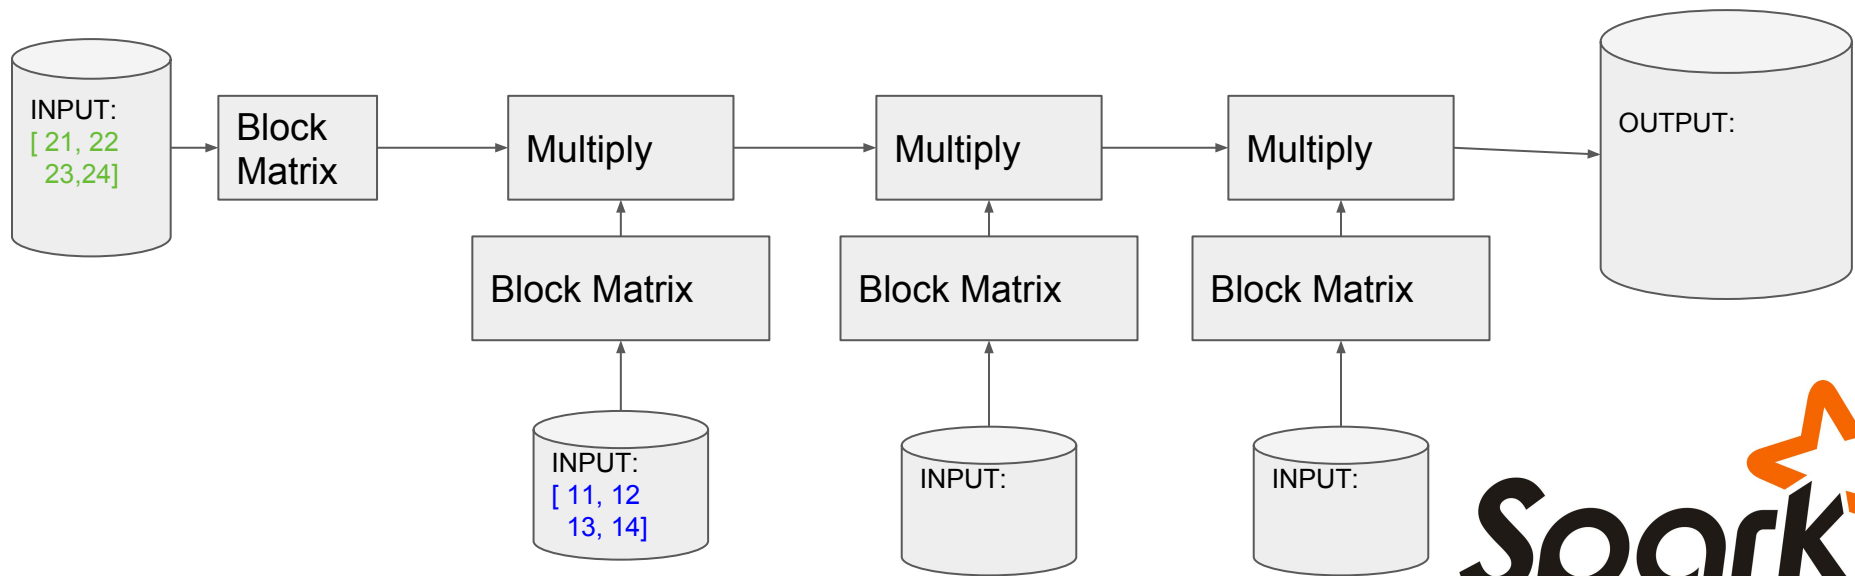 INPUT:
[ 21, 22
23,24]
Block
Matrix
Multiply
Multiply
Multiply
OUTPUT:
Block Matrix
Block Matrix
Block Matrix
INPUT:
[ 11, 12
13, 14]
INPUT:
INPUT:
Spark